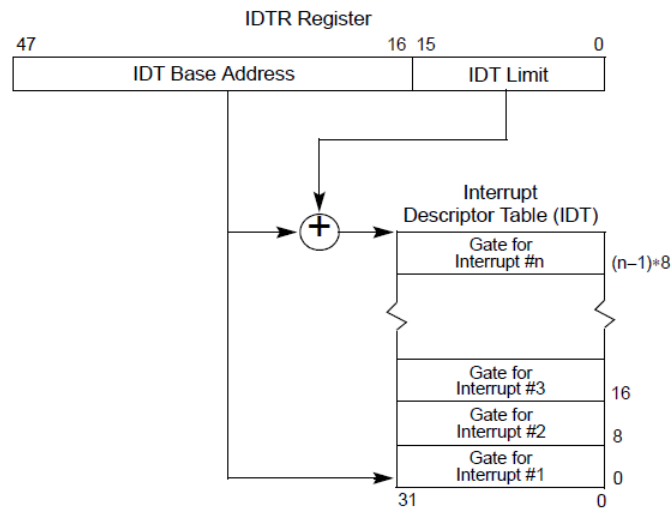 IDTR Register
47 16 15 0
IDT Base Address IDT Limit
+
Interrupt
Descriptor Table (IDT)
Gate for
Interrupt #n
(n−1)∗8
Gate for
Interrupt #3
16
Gate for
Interrupt #2
8
Gate for
Interrupt #1
0
31 0